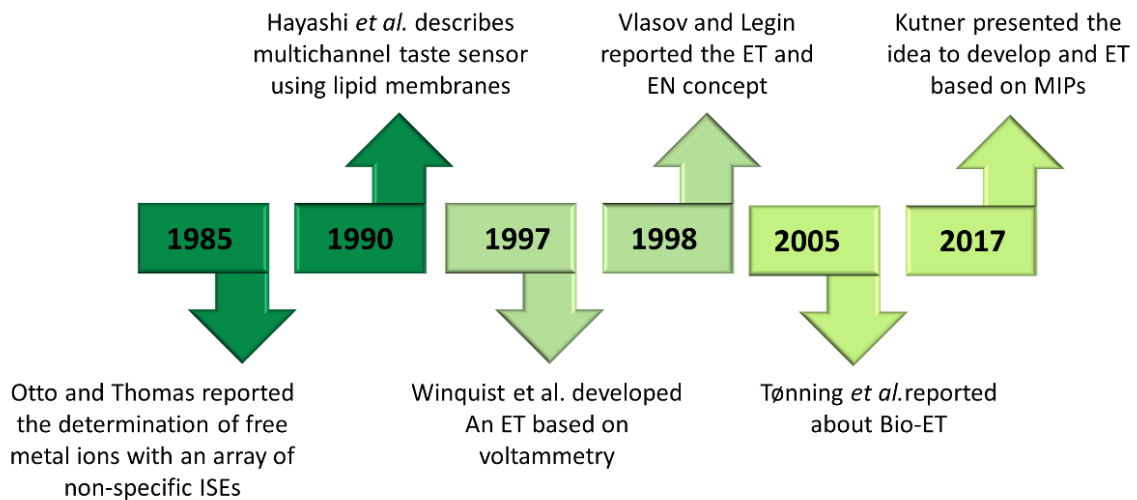 Hayashi et al. describes
multichannel taste sensor
using lipid membranes
Vlasov and Legin
reported the ET and
EN concept
Kutner presented the
idea to develop and ET
based on MIPs
1985
1990
1997
1998
2005
2017
Otto and Thomas reported
the determination of free
metal ions with an array of
non-specific ISEs
Winquist et al. developed
An ET based on
voltammetry
Tønning et al.reported
about Bio-ET